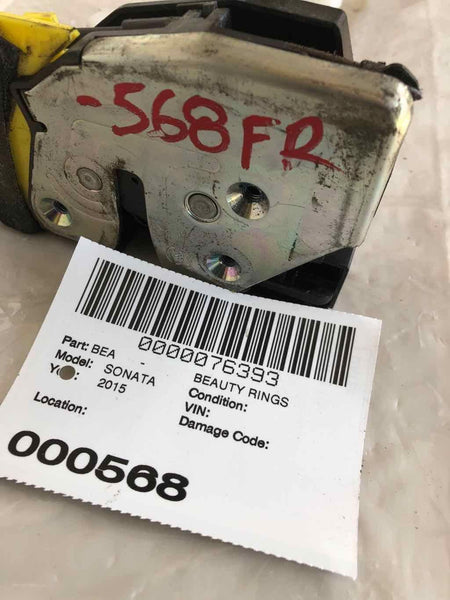 -568FR
0000076393
Part: BEA - BEAUTY RINGS
Model: SONATA Condition:
Y: 2015 VIN:
Damage Code:
Location:
000568